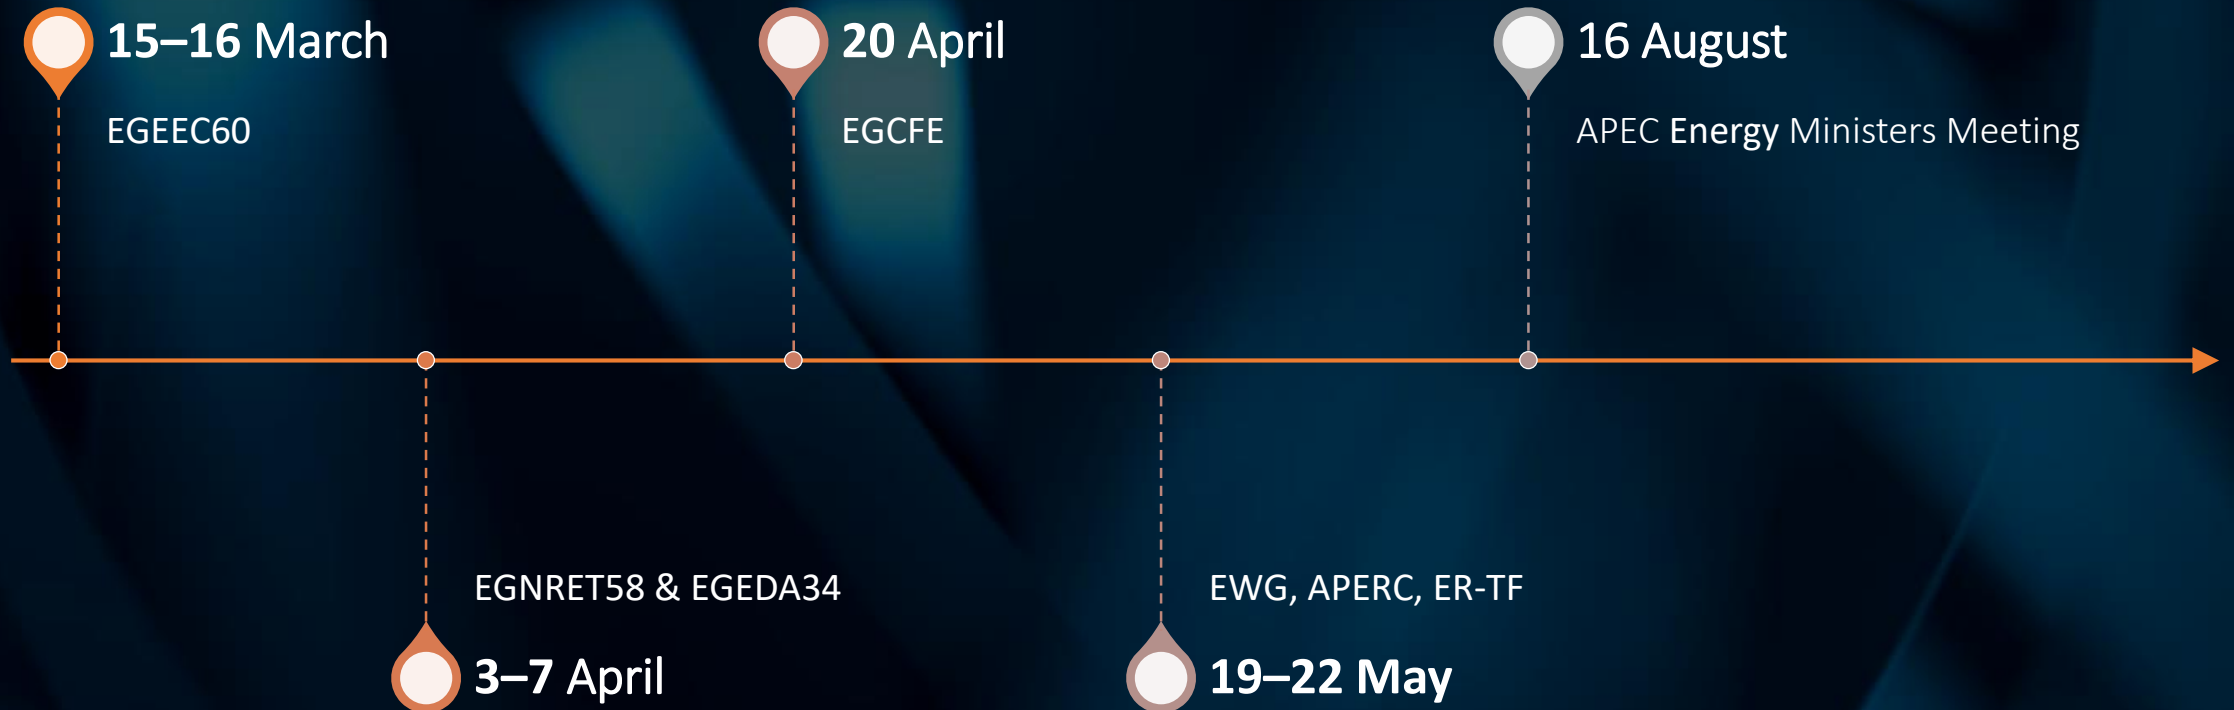 15–16 March
EGEEC60
EGNRET58 & EGEDA34
3–7 April
20 April
EGCFE
EWG, APERC, ER-TF
19–22 May
16 August
APEC Energy Ministers Meeting